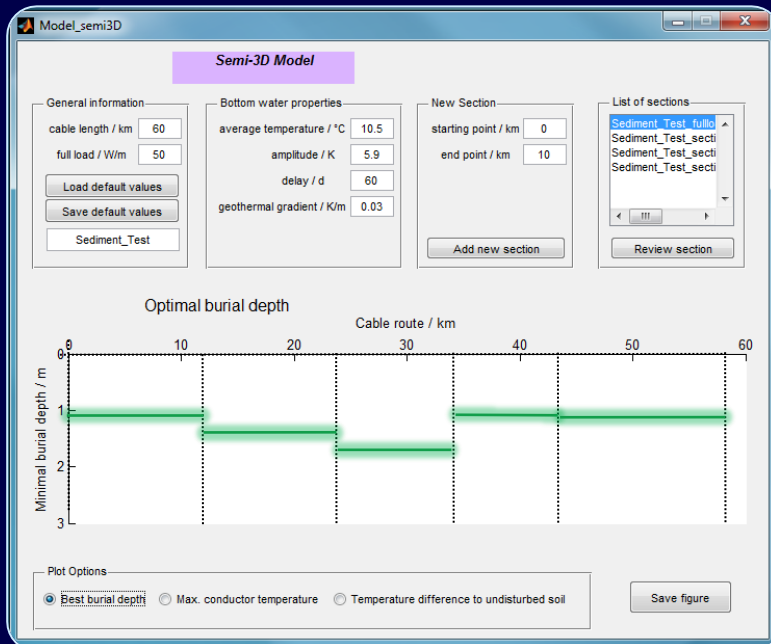 Model_semi3D
Semi-3D Model
General information
cable length / km 60
full load / W/m 50
Load default values
Save default values
Sediment_Test
Bottom water properties
average temperature / °C 10.5
amplitude / K 5.9
delay / d 60
geothermal gradient / K/m 0.03
New Section
starting point / km 0
end point / km 10
Add new section
List of sections
Sediment_Test_fulllo
Sediment_Test_secti
Sediment_Test_secti
Sediment_Test_secti
Review section
Optimal burial depth
Cable route / km
0 10 20 30 40 50 60
Minimal burial depth / m
0
1
2
3
Plot Options
Best burial depth
Max. conductor temperature
Temperature difference to undisturbed soil
Save figure